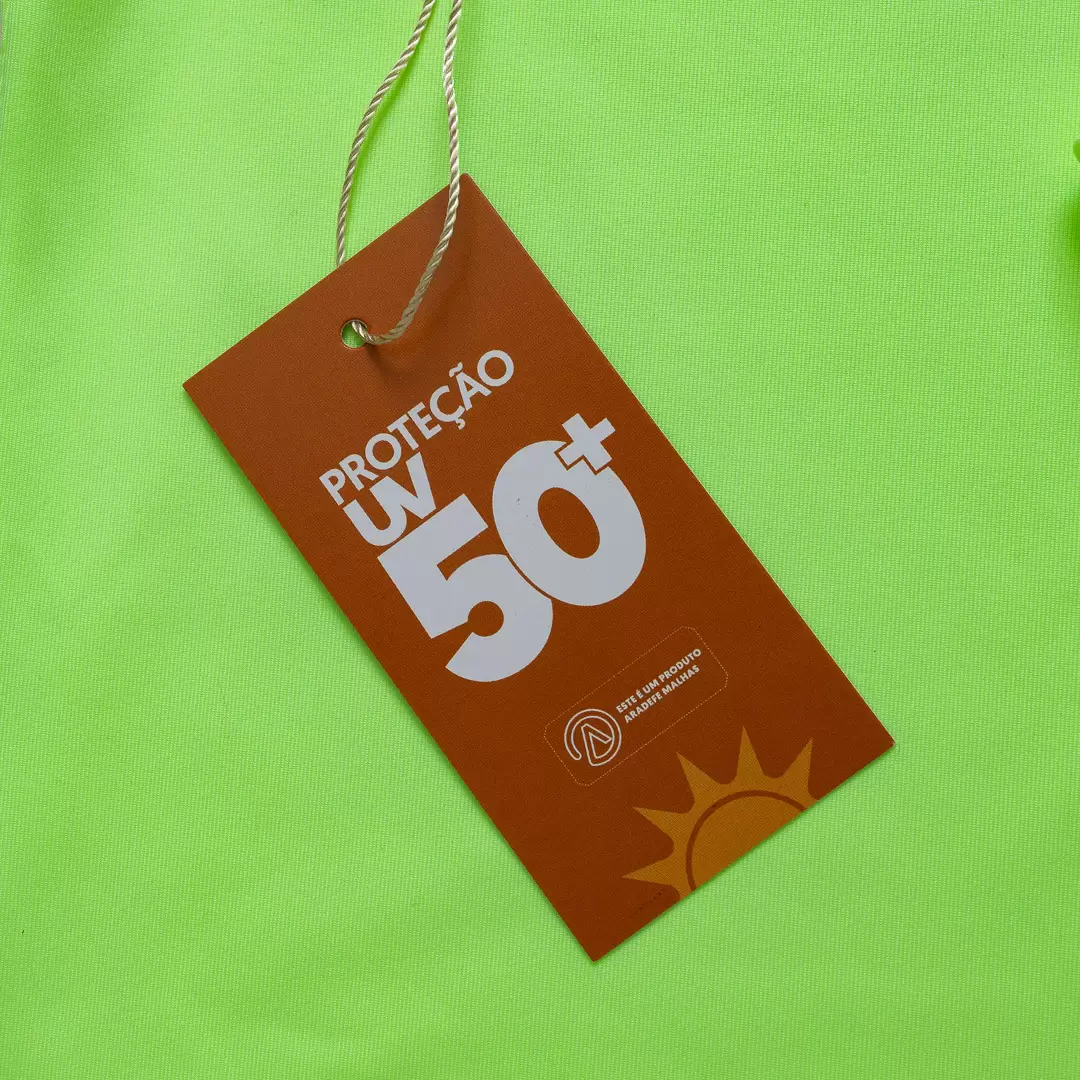 PROTEÇÃO
UV
50+
ESTE É UM PRODUTO
ARADEFE MALHAS